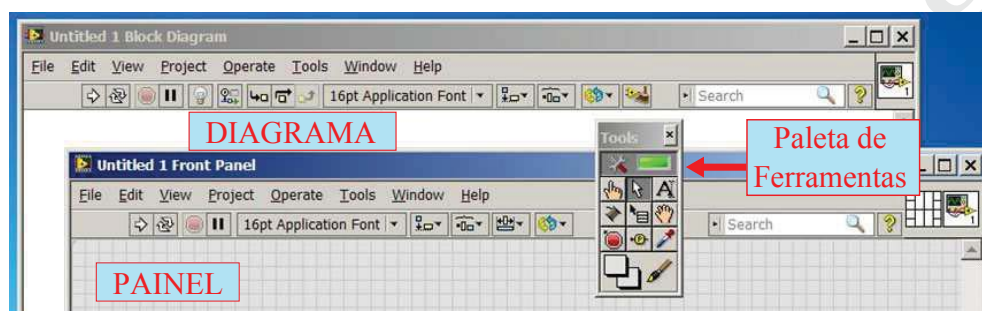 Untitled 1 Block Diagram
File Edit View Project Operate Tools Window Help
16pt Application Font Search
1
DIAGRAMA
Tools
Paleta de
Ferramentas
Untitled 1 Front Panel
File Edit View Project Operate Tools Window Help
16pt Application Font Search
1
PAINEL